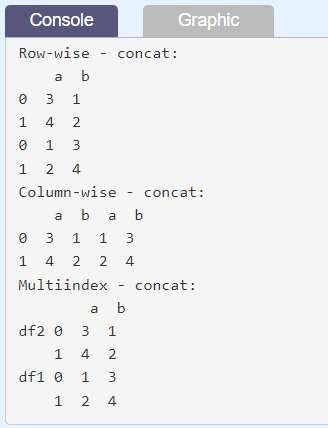 Console Graphic
Row-wise - concat:
a b
0 3 1
1 4 2
0 1 3
1 2 4
Column-wise - concat:
a b a b
0 3 1 1 3
1 4 2 2 4
Multiindex - concat:
a b
df2 0 3 1
1 4 2
df1 0 1 3
1 2 4